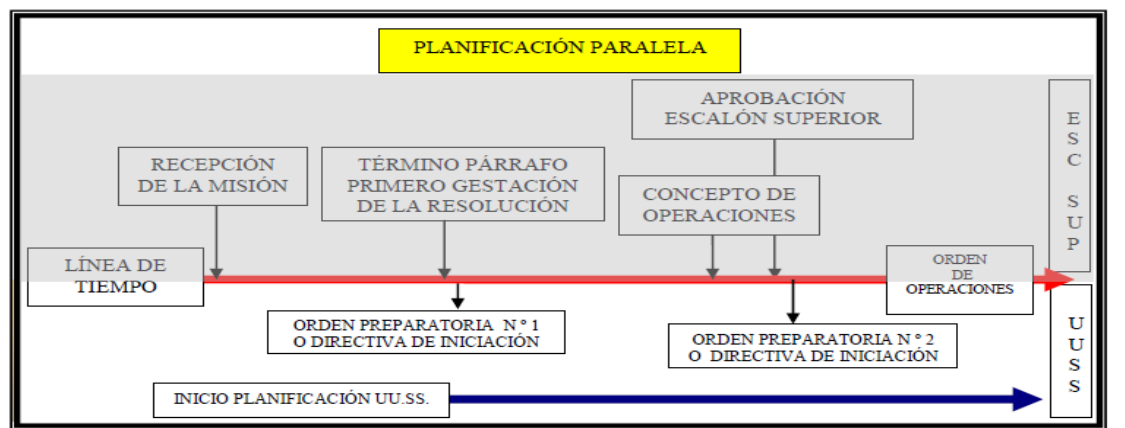 PLANIFICACIÓN PARALELA
APROBACIÓN
ESCALÓN SUPERIOR
E
S
C
S
U
P
RECEPCIÓN
DE LA MISIÓN
TÉRMINO PÁRRAFO
PRIMERO GESTACIÓN
DE LA RESOLUCIÓN
CONCEPTO DE
OPERACIONES
LÍNEA DE
TIEMPO
ORDEN
DE
OPERACIONES
ORDEN PREPARATORIA N º 1
O DIRECTIVA DE INICIACIÓN
ORDEN PREPARATORIA N º 2
O DIRECTIVA DE INICIACIÓN
U
U
S
S
INICIO PLANIFICACIÓN UU.SS.